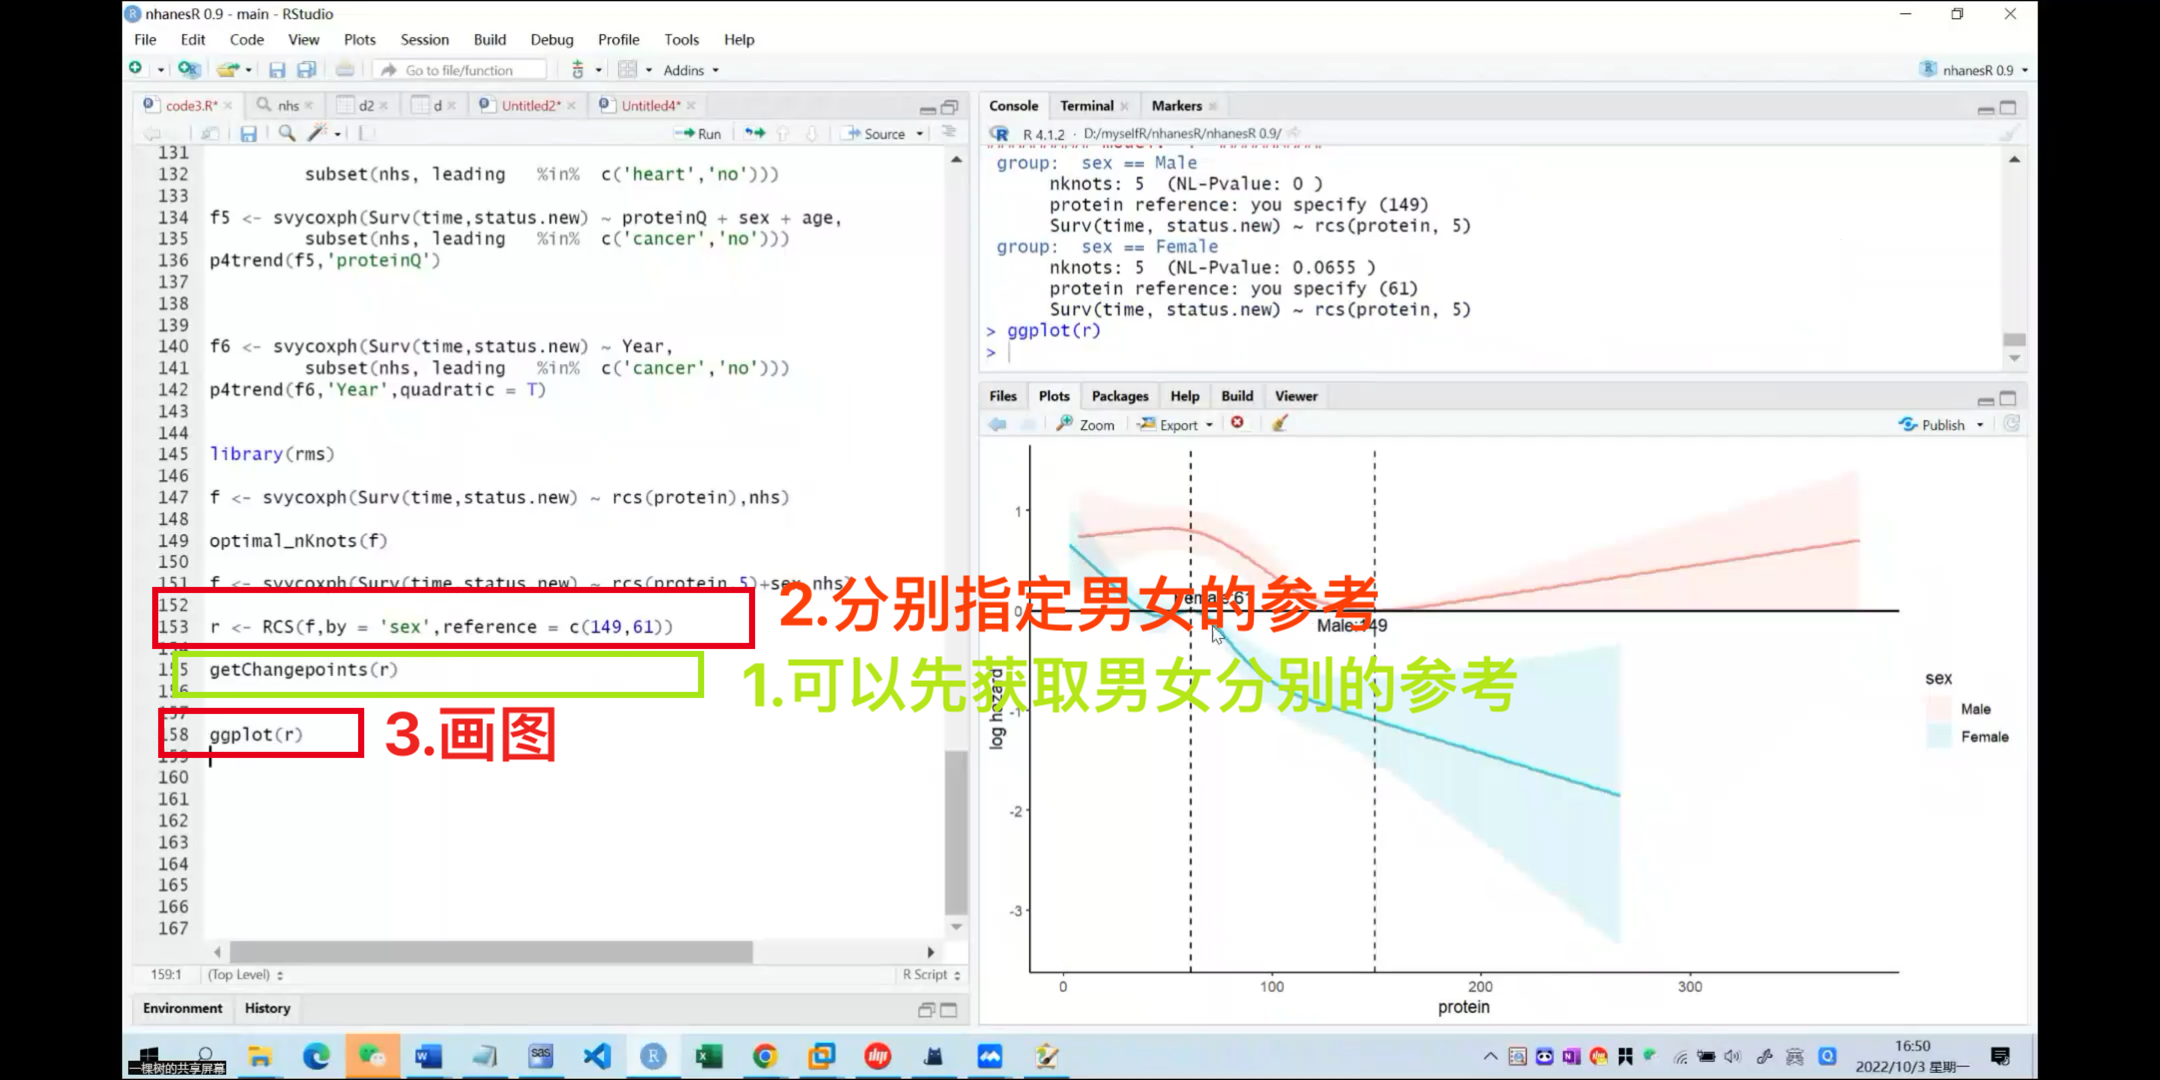 nhanesR 0.9 - main - RStudio
File Edit Code View Plots Session Build Debug Profile Tools Help
Go to file/function
Addins
nhanesR 0.9
code3.R* nhs d2 d Untitled2* Untitled4*
Run Source
131
132 subset(nhs, leading %in% c('heart','no')))
133
134 f5 <- svycoxph(Surv(time,status.new) ~ proteinQ + sex + age,
135 subset(nhs, leading %in% c('cancer','no')))
136 p4trend(f5,'proteinQ')
137
138
139
140 f6 <- svycoxph(Surv(time,status.new) ~ Year,
141 subset(nhs, leading %in% c('cancer','no')))
142 p4trend(f6,'Year',quadratic = T)
143
144
145 library(rms)
146
147 f <- svycoxph(Surv(time,status.new) ~ rcs(protein),nhs)
148
149 optimal_nKnots(f)
150
151 f <- svycoxph(Surv(time,status.new) ~ rcs(protein,5)+sex,nhs)
152
153 r <- RCS(f,by = 'sex',reference = c(149,61))
2.分别指定男女的参考
155 getChangepoints(r)
1.可以先获取男女分别的参考
156
157
158 ggplot(r)
3.画图
159
160
161
162
163
164
165
166
167
159:1 (Top Level) R Script
Environment History
Console Terminal Markers
R 4.1.2 · D:/myselfR/nhanesR/nhanesR 0.9/
group: sex == Male
nknots: 5 (NL-Pvalue: 0 )
protein reference: you specify (149)
Surv(time, status.new) ~ rcs(protein, 5)
group: sex == Female
nknots: 5 (NL-Pvalue: 0.0655 )
protein reference: you specify (61)
Surv(time, status.new) ~ rcs(protein, 5)
> ggplot(r)
>
Files Plots Packages Help Build Viewer
Zoom Export Publish
1
0
-1
-2
-3
log hazard
Female:61
Male:149
0 100 200 300
protein
sex
Male
Female
一棵树的共享屏幕
16:50
2022/10/3 星期一